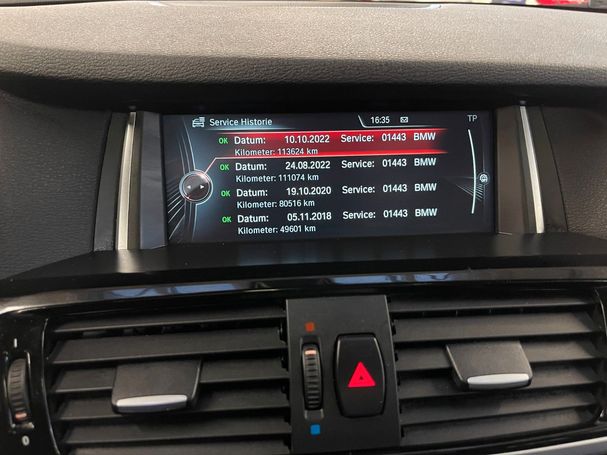 Service Historie 16:35 TP
OK Datum: 10.10.2022 Service: 01443 BMW
Kilometer: 113624 km
OK Datum: 24.08.2022 Service: 01443 BMW
Kilometer: 111074 km
OK Datum: 19.10.2020 Service: 01443 BMW
Kilometer: 80516 km
OK Datum: 05.11.2018 Service: 01443 BMW
Kilometer: 49601 km
I
0